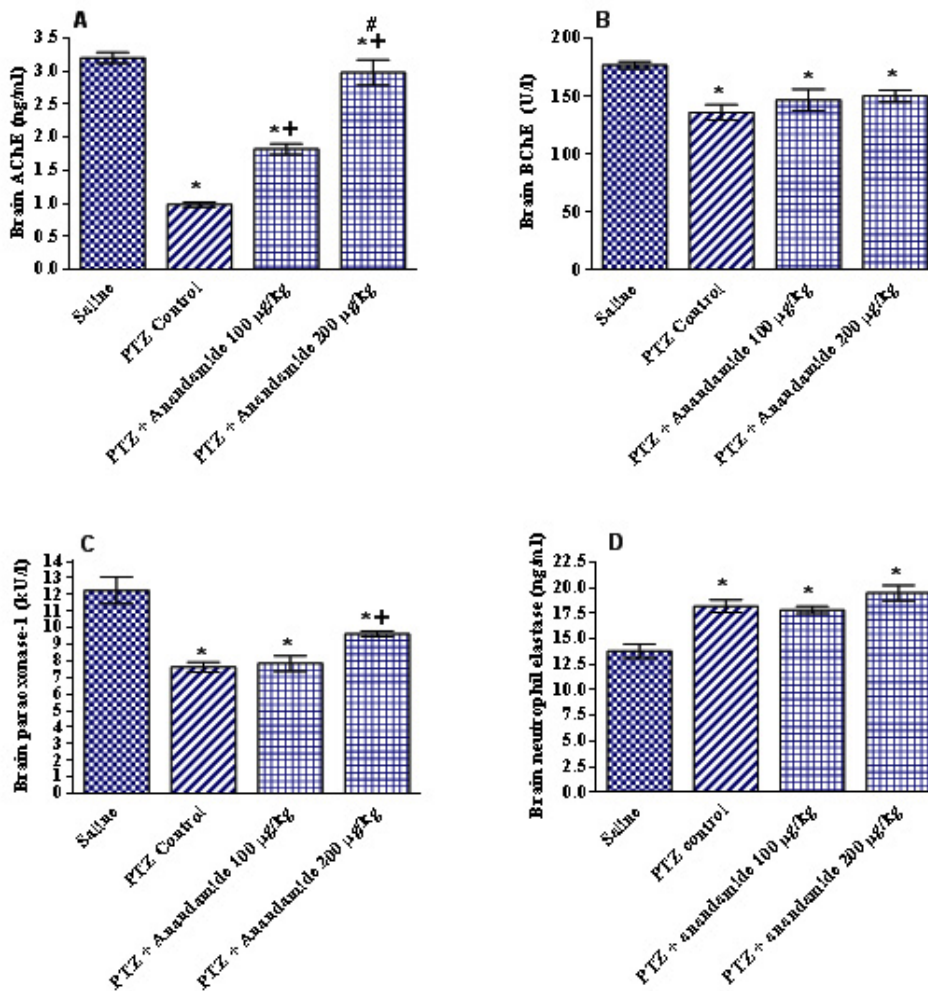 A
Brain AChE (ng/ml)
3.5
3.0
2.5
2.0
1.5
1.0
0.5
0.0
*
*+
#
*+
Saline
PTZ Control
PTZ + Anandamide 100 µg/kg
PTZ + Anandamide 200 µg/kg
B
Brain BChE (U/l)
200
150
100
50
0
*
*
*
Saline
PTZ Control
PTZ + Anandamide 100 µg/kg
PTZ + Anandamide 200 µg/kg
C
Brain paraoxonase-1 (kU/l)
14
13
12
11
10
9
8
7
6
5
4
3
2
1
0
*
*
*+
Saline
PTZ Control
PTZ + Anandamide 100 µg/kg
PTZ + Anandamide 200 µg/kg
D
Brain neutrophil elastase (ng/ml)
22.5
20.0
17.5
15.0
12.5
10.0
7.5
5.0
2.5
0.0
*
*
*
Saline
PTZ control
PTZ + anandamide 100 µg/kg
PTZ + anandamide 200 µg/kg